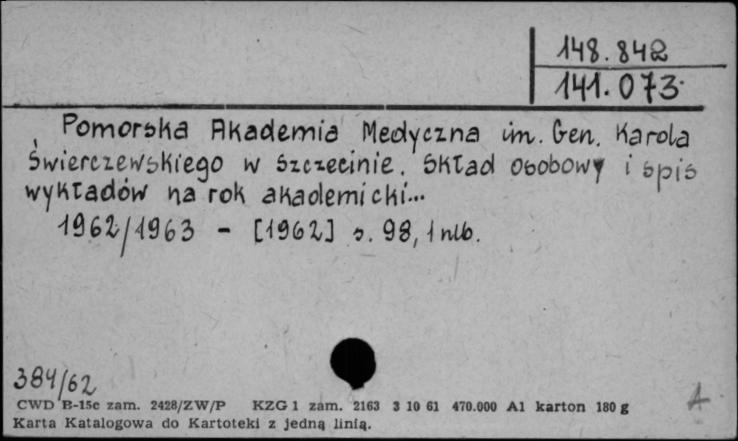 148.842
141.073
Pomorska Akademia Medyczna im. Gen. Karola
Świerczewskiego w Szczecinie. Skład osobowy i spis
wykładów na rok akademicki...
1962/1963 - [1962] s. 98, 1 nlb.
384/62
CWD B-15c zam. 2428/ZW/P KZG 1 zam. 2163 3 10 61 470.000 A1 karton 180 g
Karta Katalogowa do Kartoteki z jedną linią.